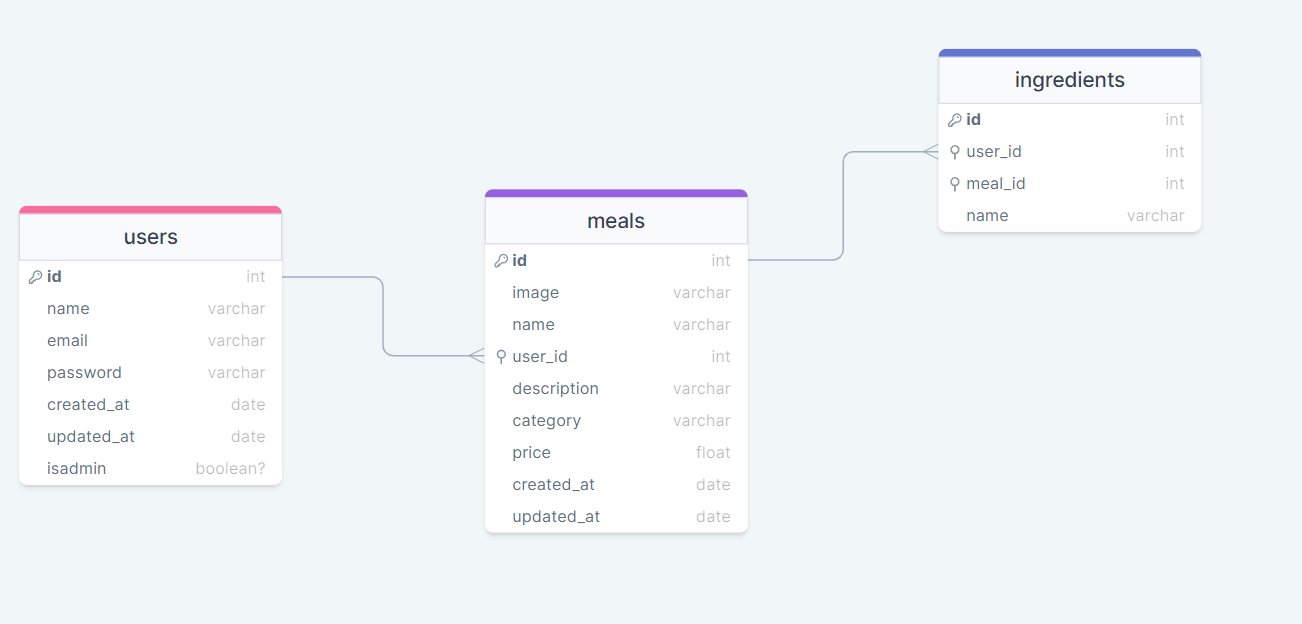 users
id int
name varchar
email varchar
password varchar
created_at date
updated_at date
isadmin boolean?
meals
id int
image varchar
name varchar
user_id int
description varchar
category varchar
price float
created_at date
updated_at date
ingredients
id int
user_id int
meal_id int
name varchar